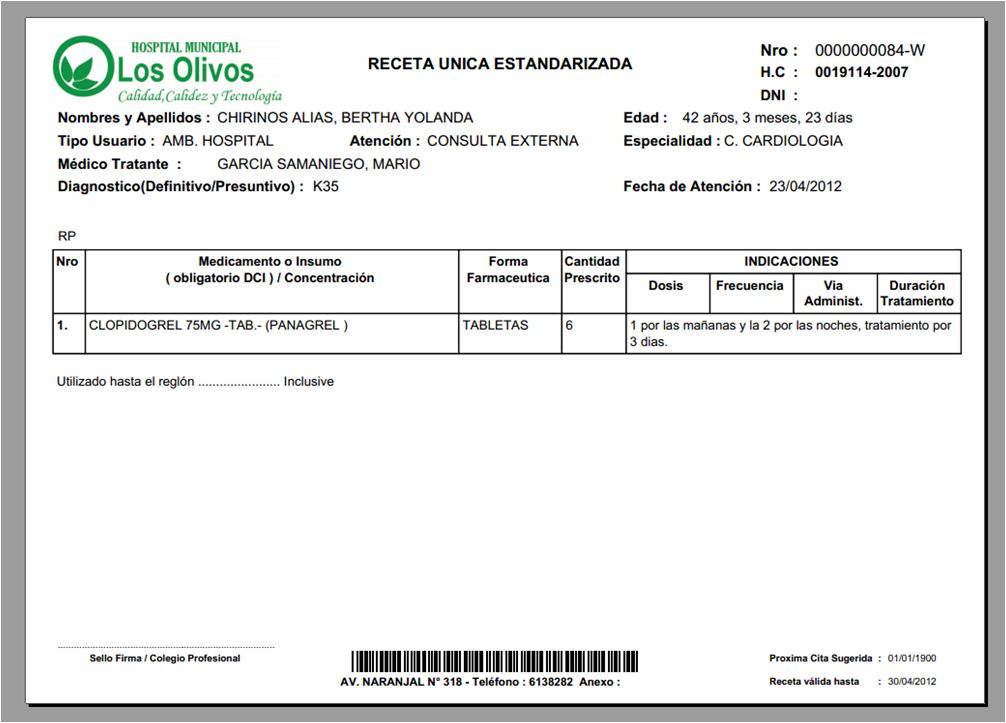 HOSPITAL MUNICIPAL
Los Olivos
Calidad,Calidez y Tecnología
RECETA UNICA ESTANDARIZADA
Nro : 0000000084-W
H.C : 0019114-2007
DNI :
Nombres y Apellidos : CHIRINOS ALIAS, BERTHA YOLANDA
Edad : 42 años, 3 meses, 23 días
Tipo Usuario : AMB. HOSPITAL Atención : CONSULTA EXTERNA Especialidad : C. CARDIOLOGIA
Médico Tratante : GARCIA SAMANIEGO, MARIO
Diagnostico(Definitivo/Presuntivo) : K35 Fecha de Atención : 23/04/2012
RP
Nro Medicamento o Insumo Forma Cantidad INDICACIONES
( obligatorio DCI ) / Concentración Farmaceutica Prescrito
Dosis Frecuencia Via Duración
Administ. Tratamiento
1. CLOPIDOGREL 75MG -TAB.- (PANAGREL ) TABLETAS 6 1 por las mañanas y la 2 por las noches, tratamiento por
3 dias.
Utilizado hasta el reglón ....................... Inclusive
Sello Firma / Colegio Profesional
AV. NARANJAL N° 318 - Teléfono : 6138282 Anexo :
Proxima Cita Sugerida : 01/01/1900
Receta válida hasta : 30/04/2012